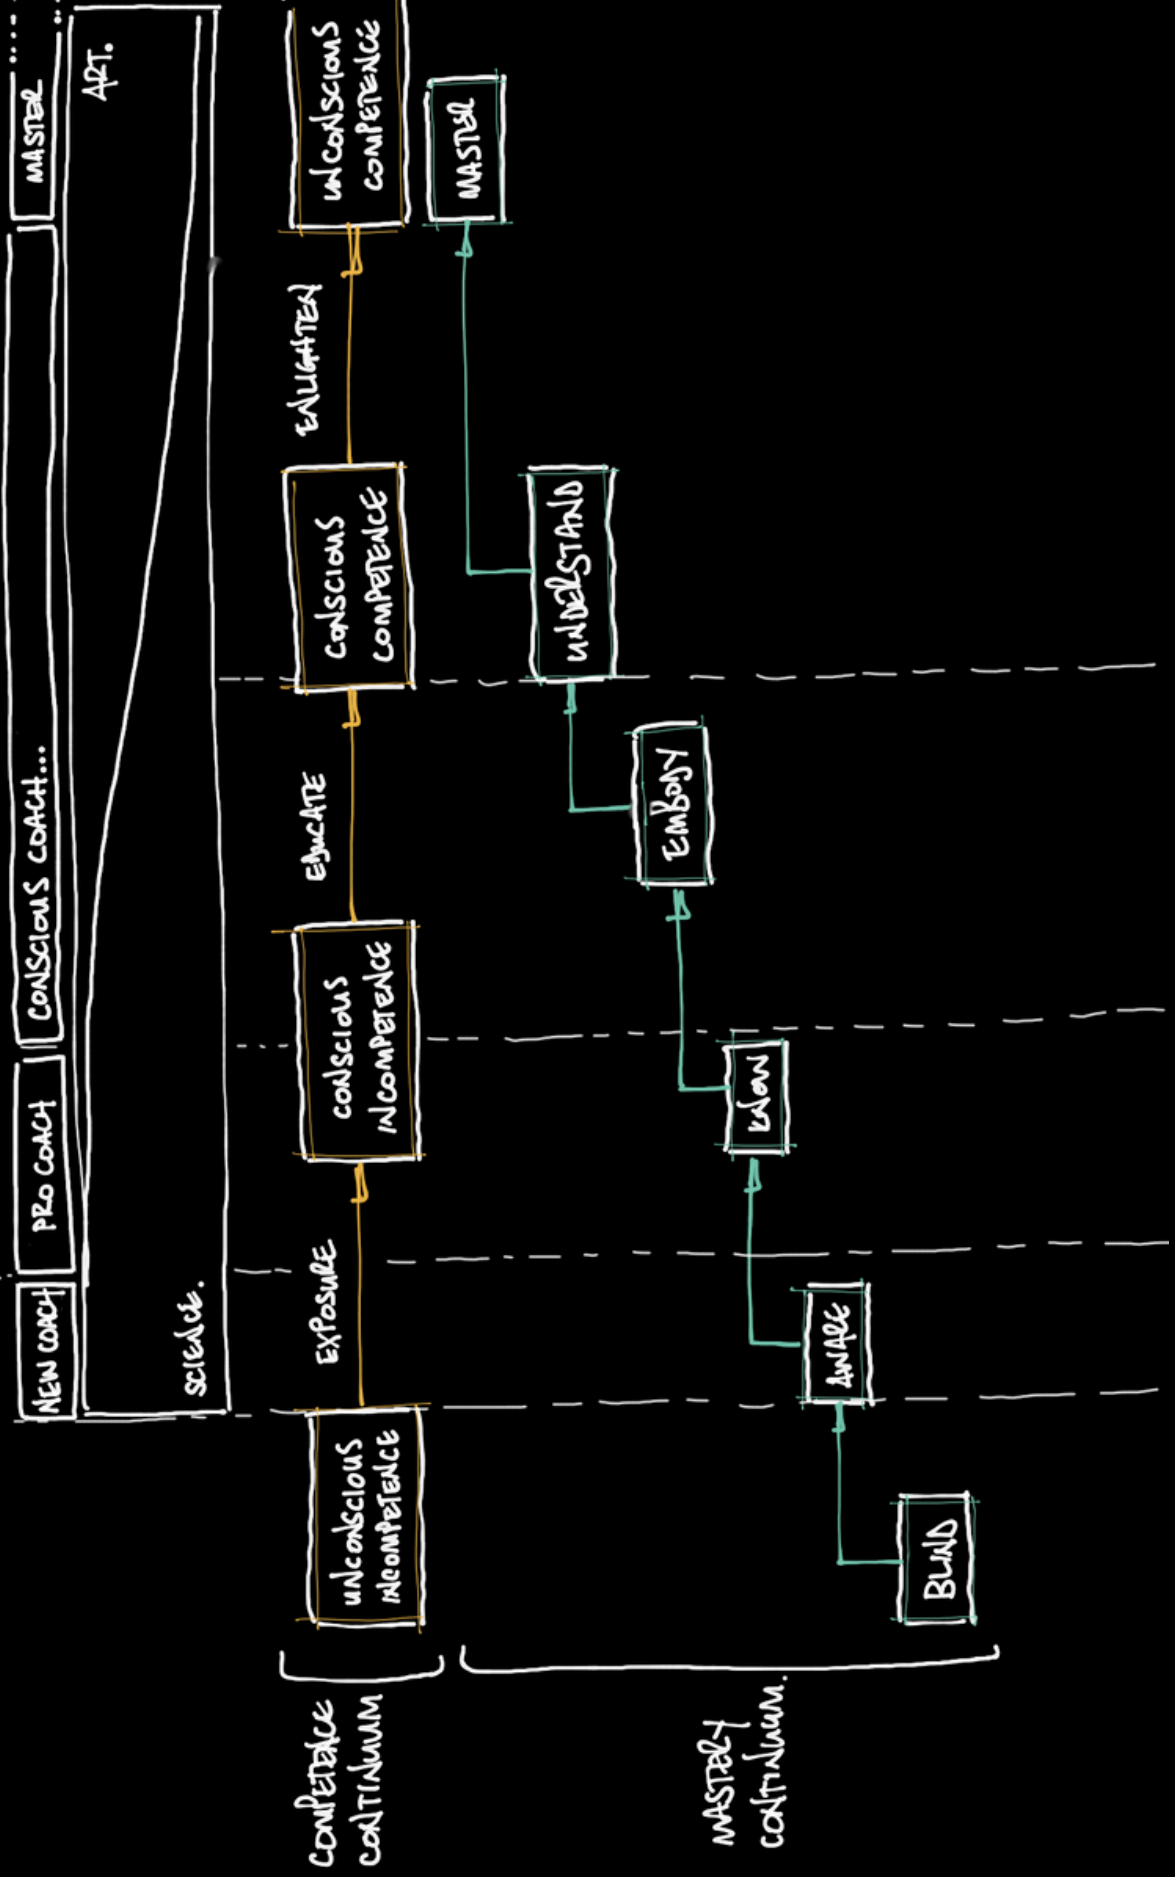 NEW COACH
PRO COACH
CONSCIOUS COACH...
MASTER
SCIENCE.
ART.
COMPETENCE
CONTINUUM
UNCONSCIOUS
INCOMPETENCE
EXPOSURE
CONSCIOUS
INCOMPETENCE
EDUCATE
CONSCIOUS
COMPETENCE
ENLIGHTEN
UNCONSCIOUS
COMPETENCE
MASTERY
CONTINUUM.
BLIND
AWARE
KNOW
EMBODY
UNDERSTAND
MASTER